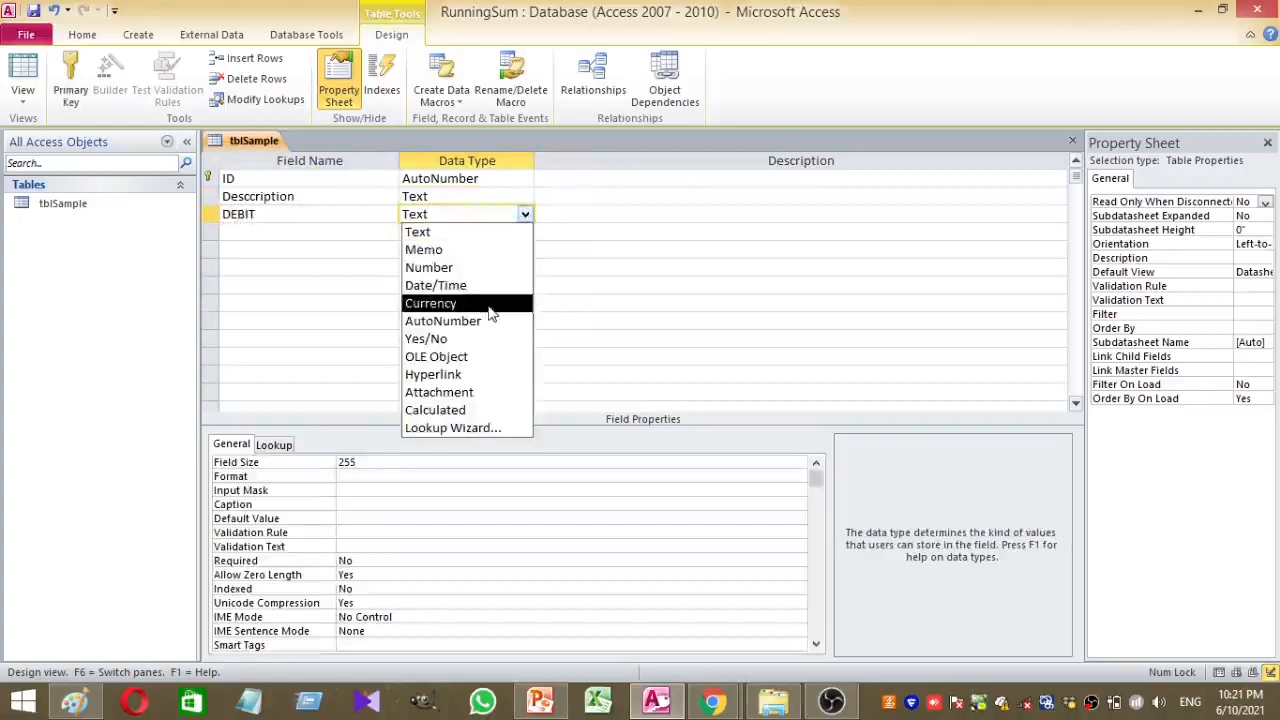 Table Tools
RunningSum : Database (Access 2007 - 2010) - Microsoft Access
File Home Create External Data Database Tools Design
View
Primary Key
Builder
Test Validation Rules
Insert Rows
Delete Rows
Modify Lookups
Property Sheet
Indexes
Create Data Macros
Rename/Delete Macro
Relationships
Object Dependencies
Views Tools Show/Hide Field, Record & Table Events Relationships
All Access Objects
Search...
Tables
tblSample
tblSample
Field Name Data Type Description
ID AutoNumber
Desccription Text
DEBIT Text
Text
Memo
Number
Date/Time
Currency
AutoNumber
Yes/No
OLE Object
Hyperlink
Attachment
Calculated
Lookup Wizard...
Field Properties
General Lookup
Field Size 255
Format
Input Mask
Caption
Default Value
Validation Rule
Validation Text
Required No
Allow Zero Length Yes
Indexed No
Unicode Compression Yes
IME Mode No Control
IME Sentence Mode None
Smart Tags
The data type determines the kind of values
that users can store in the field. Press F1 for
help on data types.
Property Sheet
Selection type: Table Properties
General
Read Only When Disconnect No
Subdatasheet Expanded No
Subdatasheet Height 0"
Orientation Left-to-
Description
Default View Datash
Validation Rule
Validation Text
Filter
Order By
Subdatasheet Name [Auto]
Link Child Fields
Link Master Fields
Filter On Load No
Order By On Load Yes
Design view. F6 = Switch panes. F1 = Help.
Num Lock
ENG
10:21 PM
6/10/2021